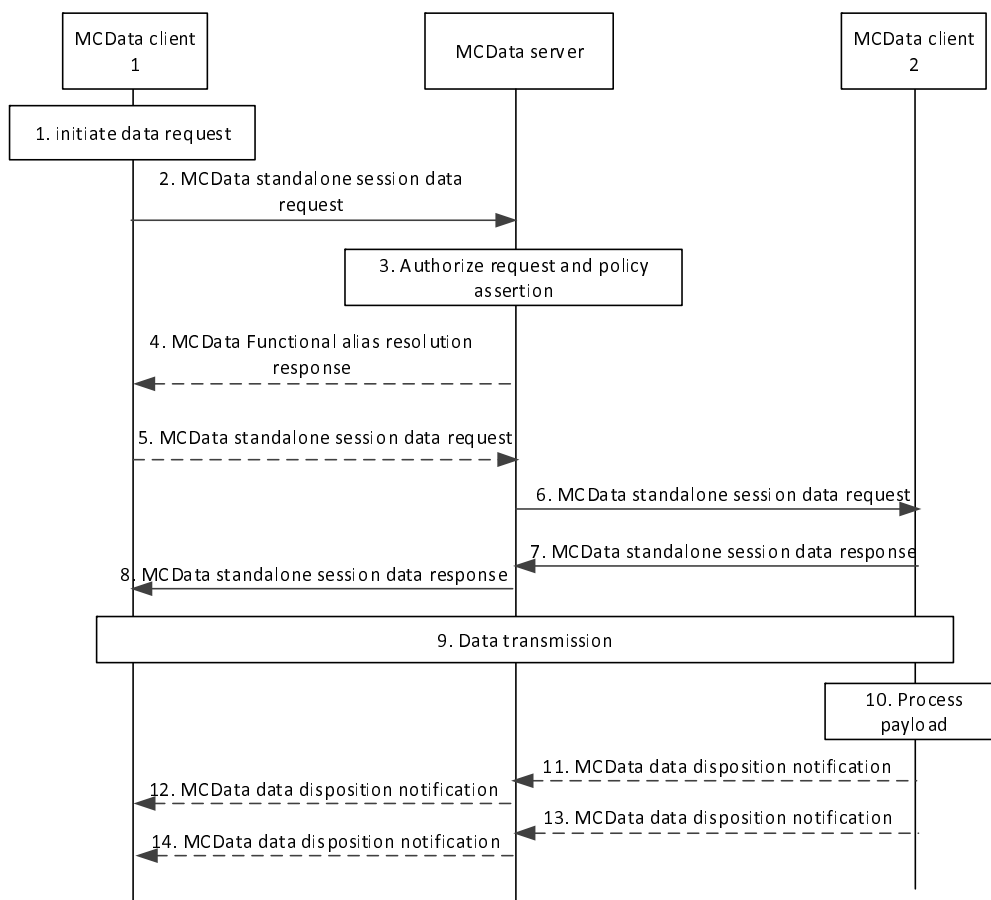 MCData client
1
MCData server
MCData client
2
1. initiate data request
2. MCData standalone session data
request
3. Authorize request and policy
assertion
4. MCData Functional alias resolution
response
5. MCData standalone session data request
6. MCData standalone session data request
7. MCData standalone session data response
8. MCData standalone session data response
9. Data transmission
10. Process
payload
11. MCData data disposition notification
12. MCData data disposition notification
13. MCData data disposition notification
14. MCData data disposition notification